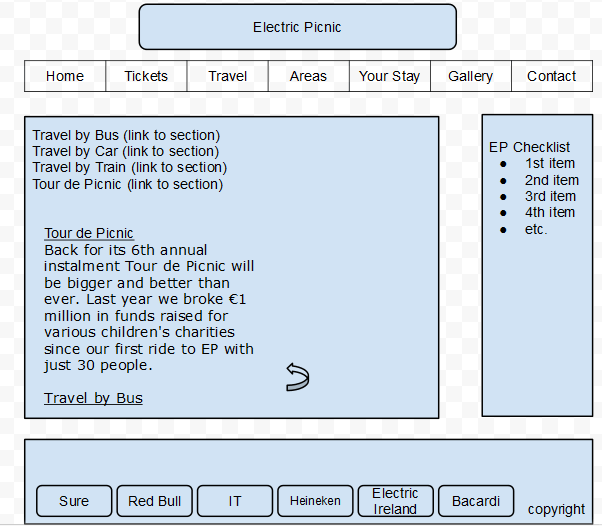 Electric Picnic
Home Tickets Travel Areas Your Stay Gallery Contact
Travel by Bus (link to section)
Travel by Car (link to section)
Travel by Train (link to section)
Tour de Picnic (link to section)
Tour de Picnic
Back for its 6th annual
instalment Tour de Picnic will
be bigger and better than
ever. Last year we broke €1
million in funds raised for
various children's charities
since our first ride to EP with
just 30 people.
Travel by Bus
EP Checklist
● 1st item
● 2nd item
● 3rd item
● 4th item
● etc.
Sure
Red Bull
IT
Heineken
Electric
Ireland
Bacardi
copyright